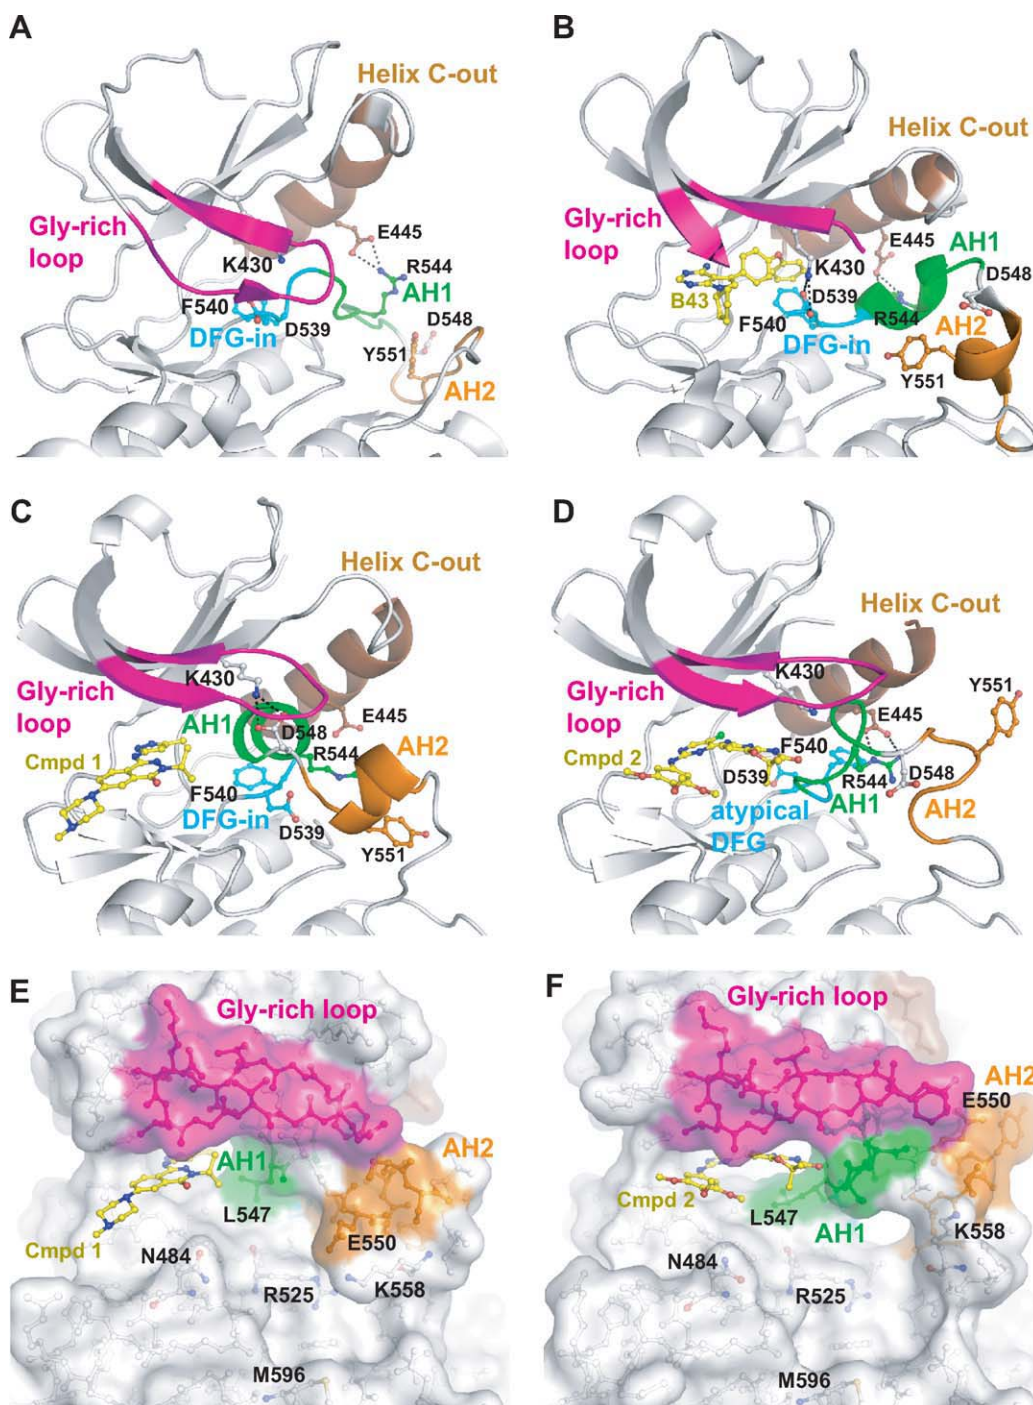 A
Helix C-out
Gly-rich
loop
E445
K430
R544
AH1
F540
D539
DFG-in
D548
Y551
AH2
B
Helix C-out
Gly-rich
loop
E445
AH1
K430
D548
B43
D539
F540
R544
AH2
DFG-in
Y551
C
Helix C-out
K430
Gly-rich
loop
AH1
E445
D548
AH2
R544
Cmpd 1
F540
DFG-in
D539
Y551
D
Helix C-out
K430
Y551
Gly-rich
loop
E445
Cmpd 2
F540
D539
R544
D548
AH1
AH2
atypical
DFG
E
Gly-rich loop
AH1
AH2
L547
Cmpd 1
E550
N484
R525
K558
M596
F
Gly-rich loop
AH2
E550
Cmpd 2
L547
AH1
K558
N484
R525
M596